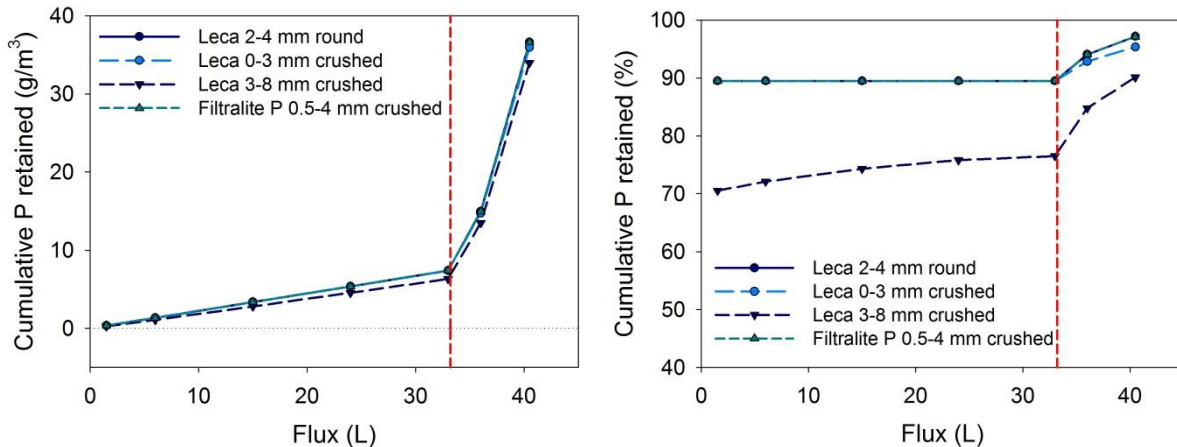 Cumulative P retained (g/m³)
40
30
20
10
0
Leca 2-4 mm round
Leca 0-3 mm crushed
Leca 3-8 mm crushed
Filtralite P 0.5-4 mm crushed
0 10 20 30 40
Flux (L)
Cumulative P retained (%)
100
90
80
70
60
50
40
Leca 2-4 mm round
Leca 0-3 mm crushed
Leca 3-8 mm crushed
Filtralite P 0.5-4 mm crushed
0 10 20 30 40
Flux (L)